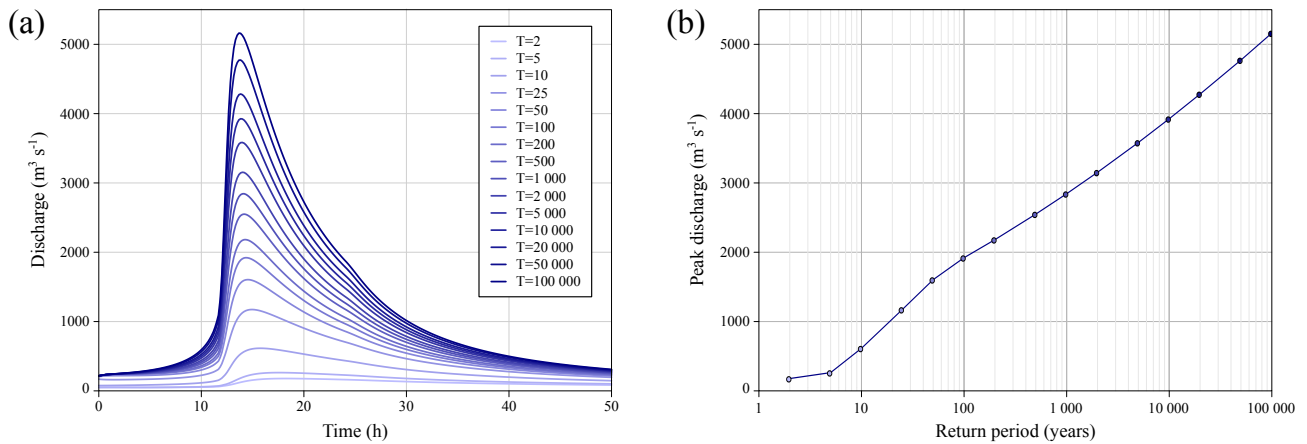 (a)
Discharge (m³ s⁻¹)
5000
4000
3000
2000
1000
0
0 10 20 30 40 50
Time (h)
T=2
T=5
T=10
T=25
T=50
T=100
T=200
T=500
T=1 000
T=2 000
T=5 000
T=10 000
T=20 000
T=50 000
T=100 000
(b)
Peak discharge (m³ s⁻¹)
5000
4000
3000
2000
1000
0
1 10 100 1 000 10 000 100 000
Return period (years)